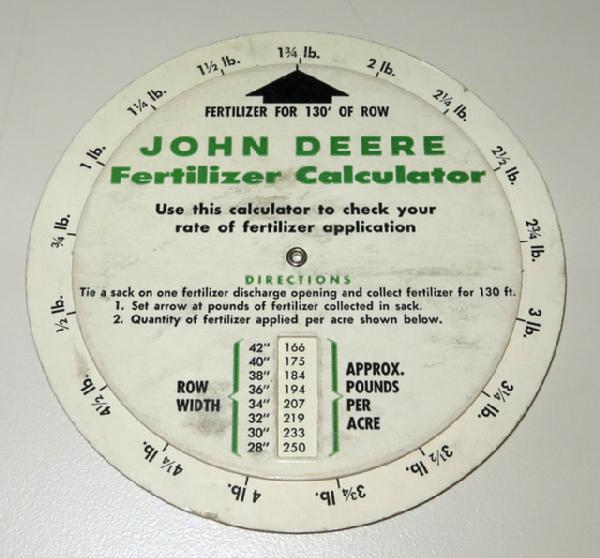 1¾ lb.
2 lb.
2¼ lb.
2½ lb.
2¾ lb.
3 lb.
3¼ lb.
3½ lb.
3¾ lb.
4 lb.
4¼ lb.
4½ lb.
½ lb.
¾ lb.
1 lb.
1¼ lb.
1½ lb.
FERTILIZER FOR 130' OF ROW
JOHN DEERE
Fertilizer Calculator
Use this calculator to check your
rate of fertilizer application
DIRECTIONS
Tie a sack on one fertilizer discharge opening and collect fertilizer for 130 ft.
1. Set arrow at pounds of fertilizer collected in sack.
2. Quantity of fertilizer applied per acre shown below.
ROW
WIDTH
42" 166
40" 175
38" 184
36" 194
34" 207
32" 219
30" 233
28" 250
APPROX.
POUNDS
PER
ACRE